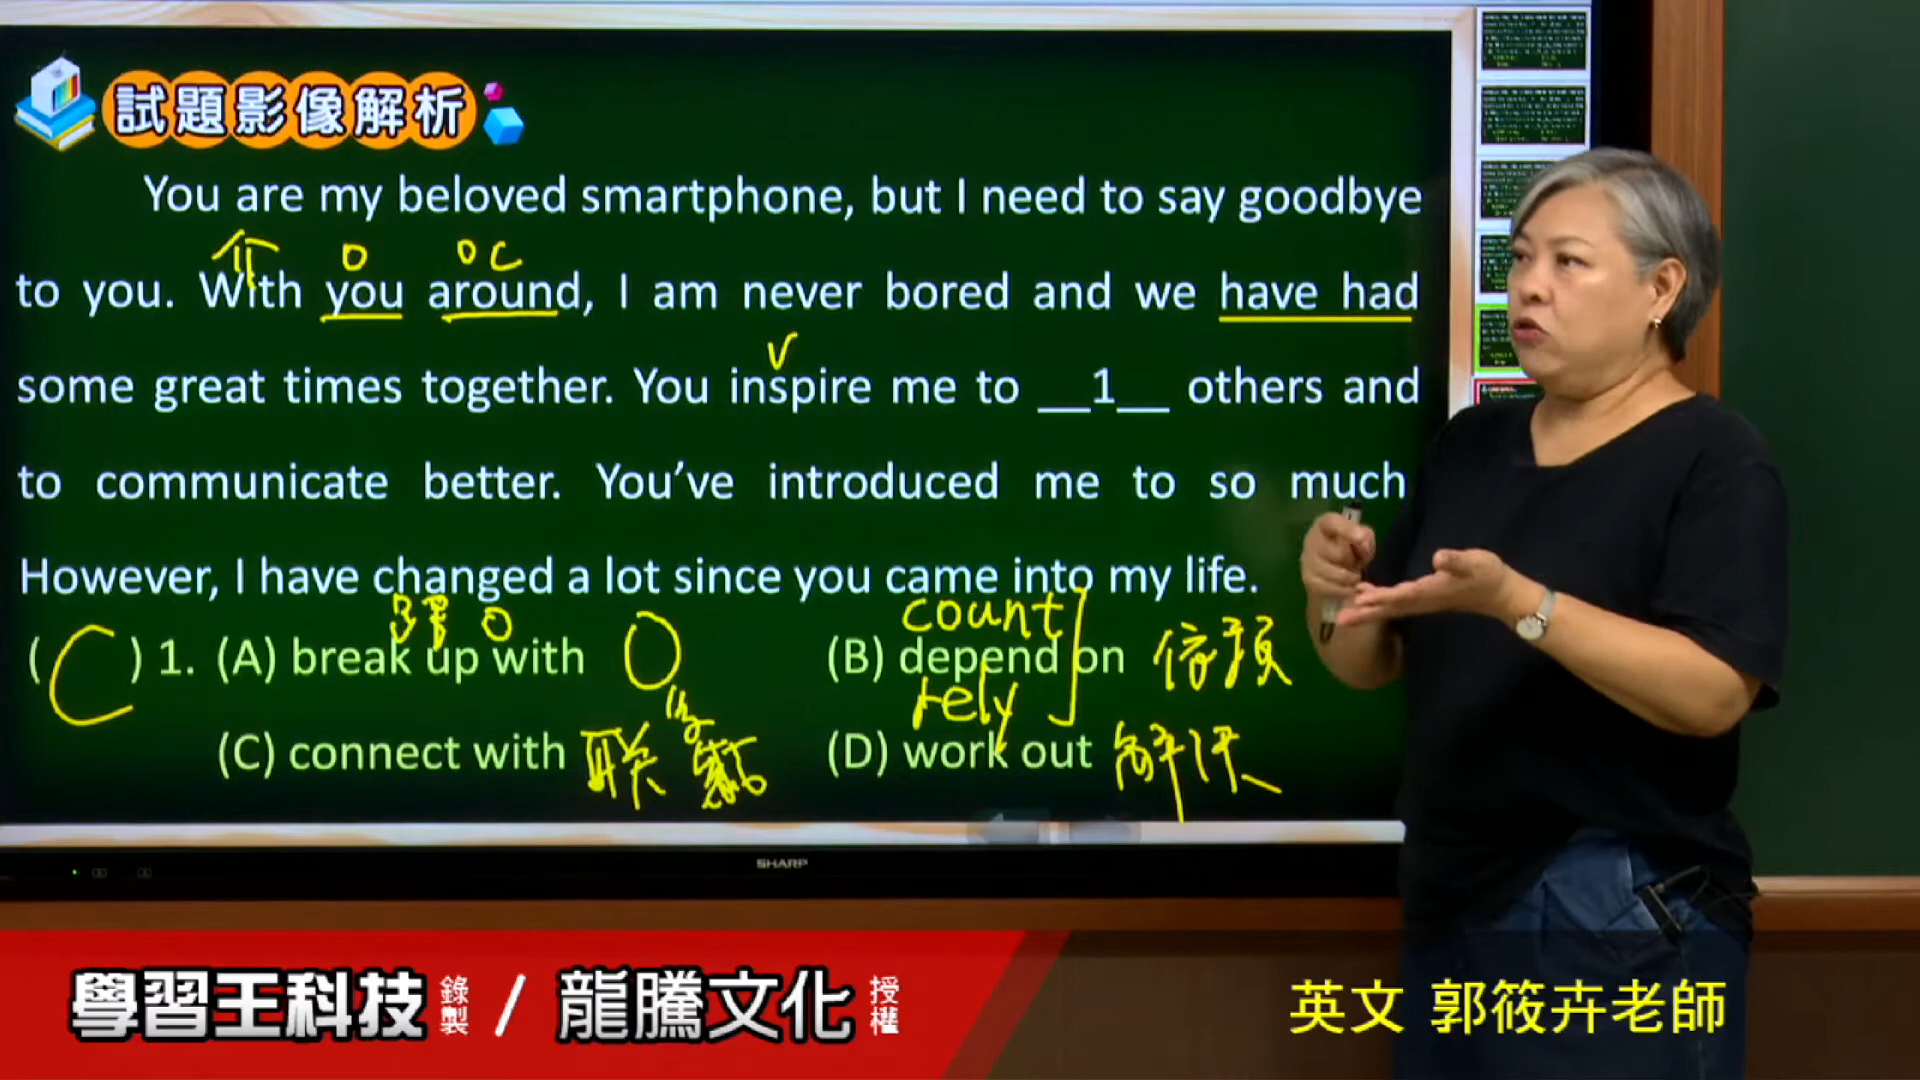 試題影像解析
You are my beloved smartphone, but I need to say goodbye
O OC
to you. With you around, I am never bored and we have had
V
some great times together. You inspire me to __1__ others and
to communicate better. You’ve introduced me to so much
However, I have changed a lot since you came into my life.
count
( C ) 1. (A) break up with O (B) depend on 依賴
rely
(C) connect with 联繫 (D) work out 解決
SHARP
學習王科技 錄製 / 龍騰文化 授權
英文 郭筱卉老師